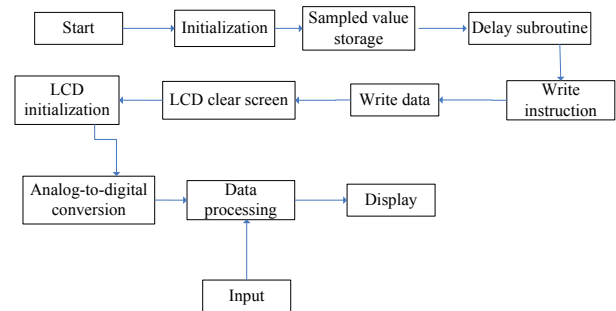 Start
Initialization
Sampled value
storage
Delay subroutine
LCD
initialization
LCD clear screen
Write data
Write
instruction
Analog-to-digital
conversion
Data
processing
Display
Input